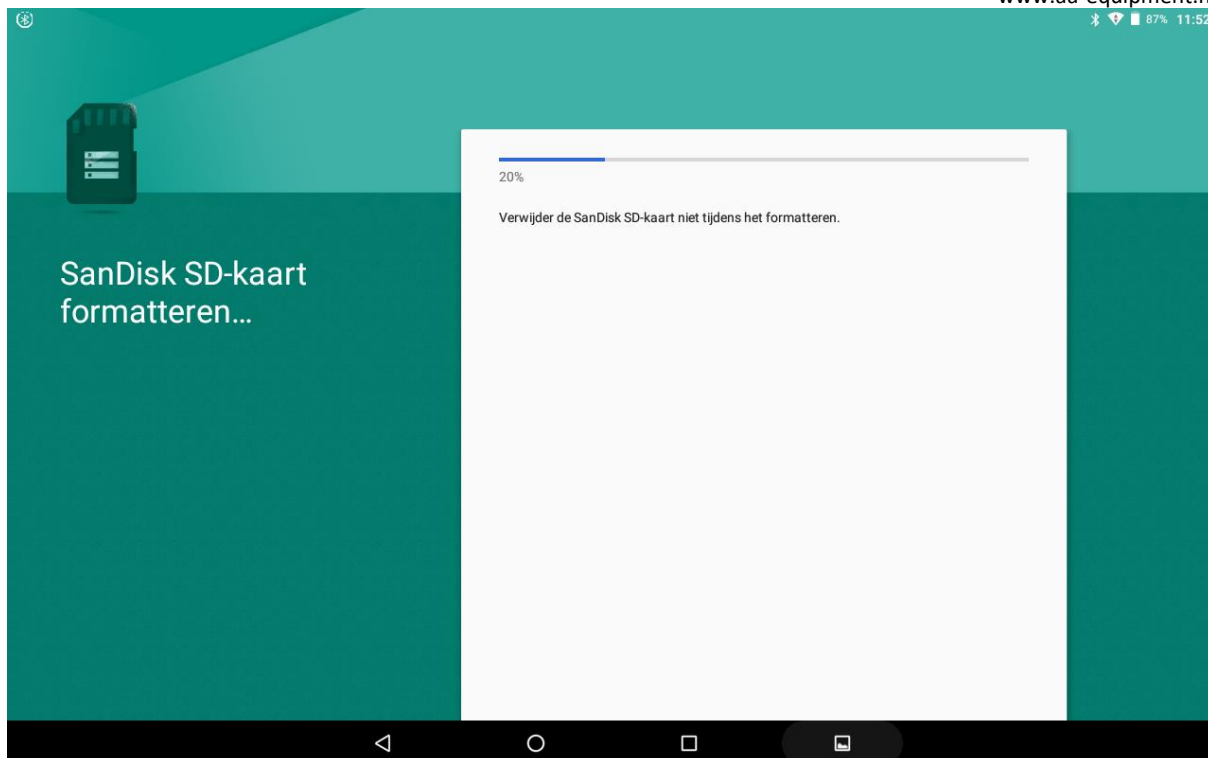 87% 11:52
20%
Verwijder de SanDisk SD-kaart niet tijdens het formatteren.
SanDisk SD-kaart
formatteren...